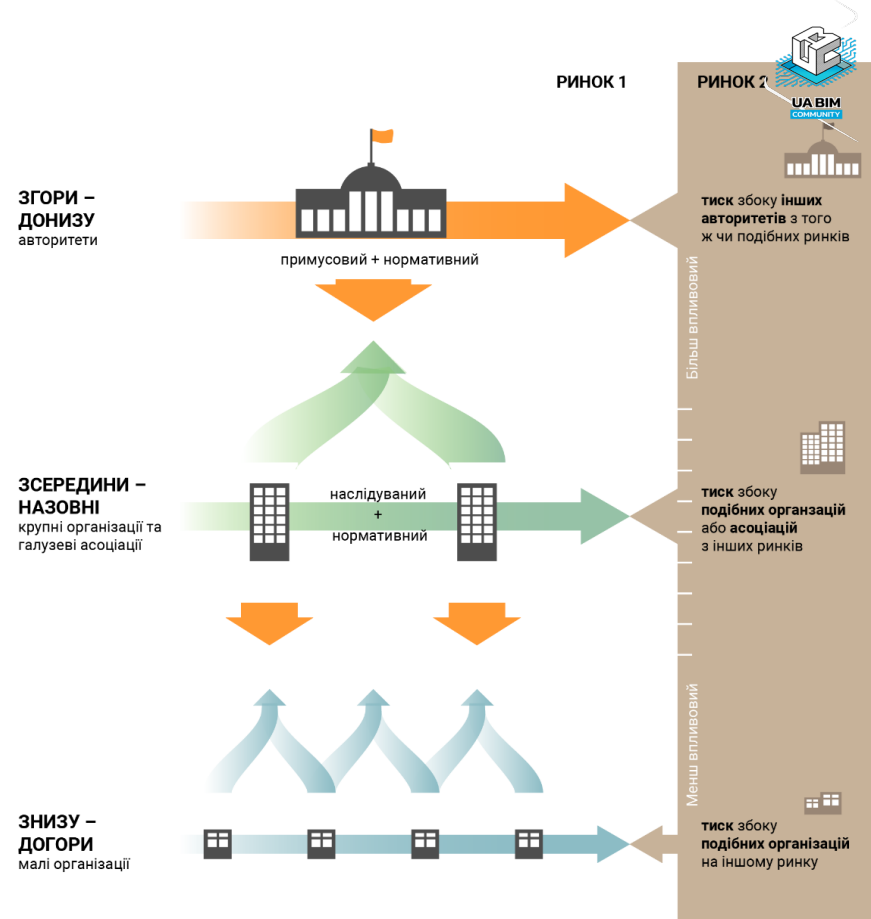 РИНОК 1
РИНОК 2
UA BIM
COMMUNITY
ЗГОРИ –
ДОНИЗУ
авторитети
примусовий + нормативний
тиск збоку інших
авторитетів з того
ж чи подібних ринків
Більш впливовий
ЗСЕРЕДИНИ –
НАЗОВНІ
крупні організації та
галузеві асоціації
наслідуваний
+
нормативний
тиск збоку
подібних органзацій
або асоціацій
з інших ринків
Менш впливовий
ЗНИЗУ –
ДОГОРИ
малі організації
тиск збоку
подібних організацій
на іншому ринку